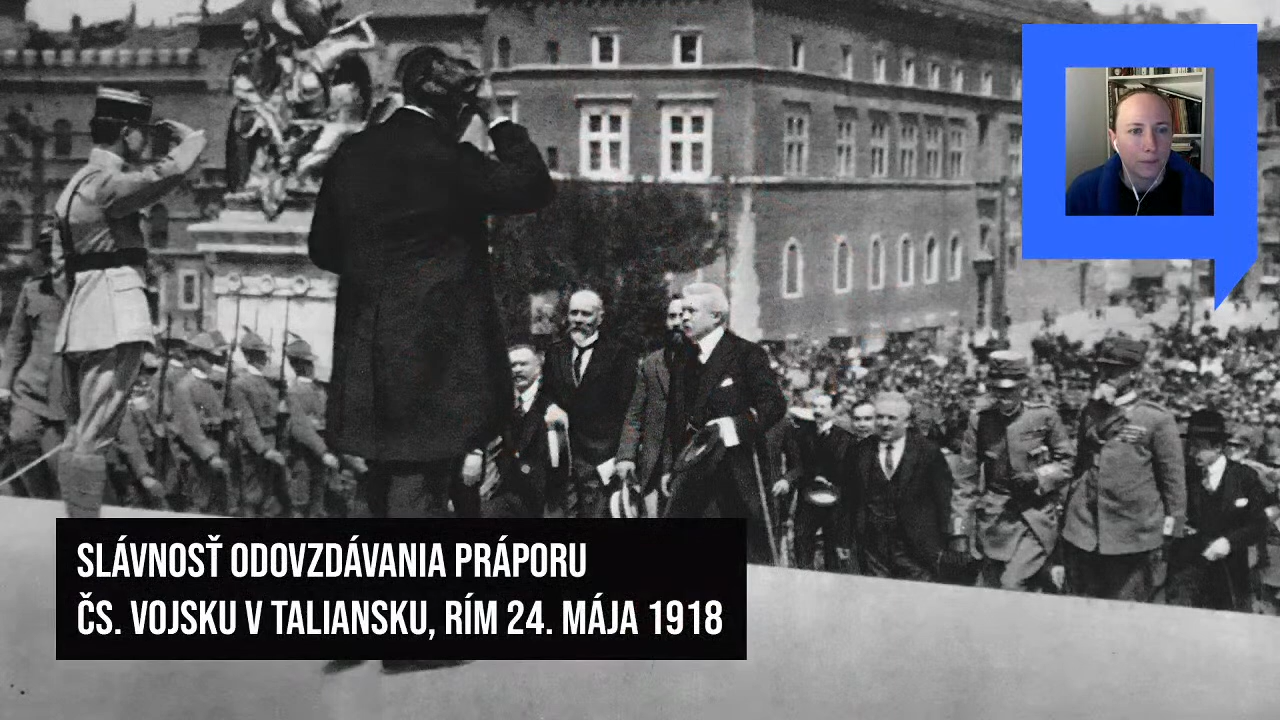 SLÁVNOSŤ ODOVZDÁVANIA PRÁPORU
ČS. VOJSKU V TALIANSKU, RÍM 24. MÁJA 1918